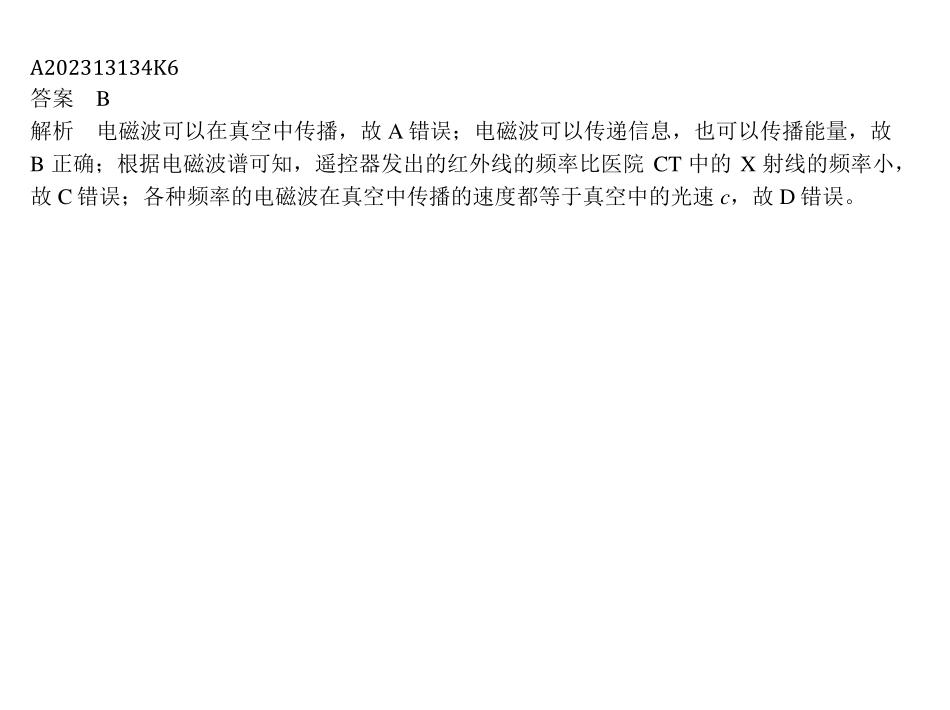 A202313134K6
答案 B
解析 电磁波可以在真空中传播，故 A 错误；电磁波可以传递信息，也可以传播能量，故
B 正确；根据电磁波谱可知，遥控器发出的红外线的频率比医院 CT 中的 X 射线的频率小，
故 C 错误；各种频率的电磁波在真空中传播的速度都等于真空中的光速 c，故 D 错误。